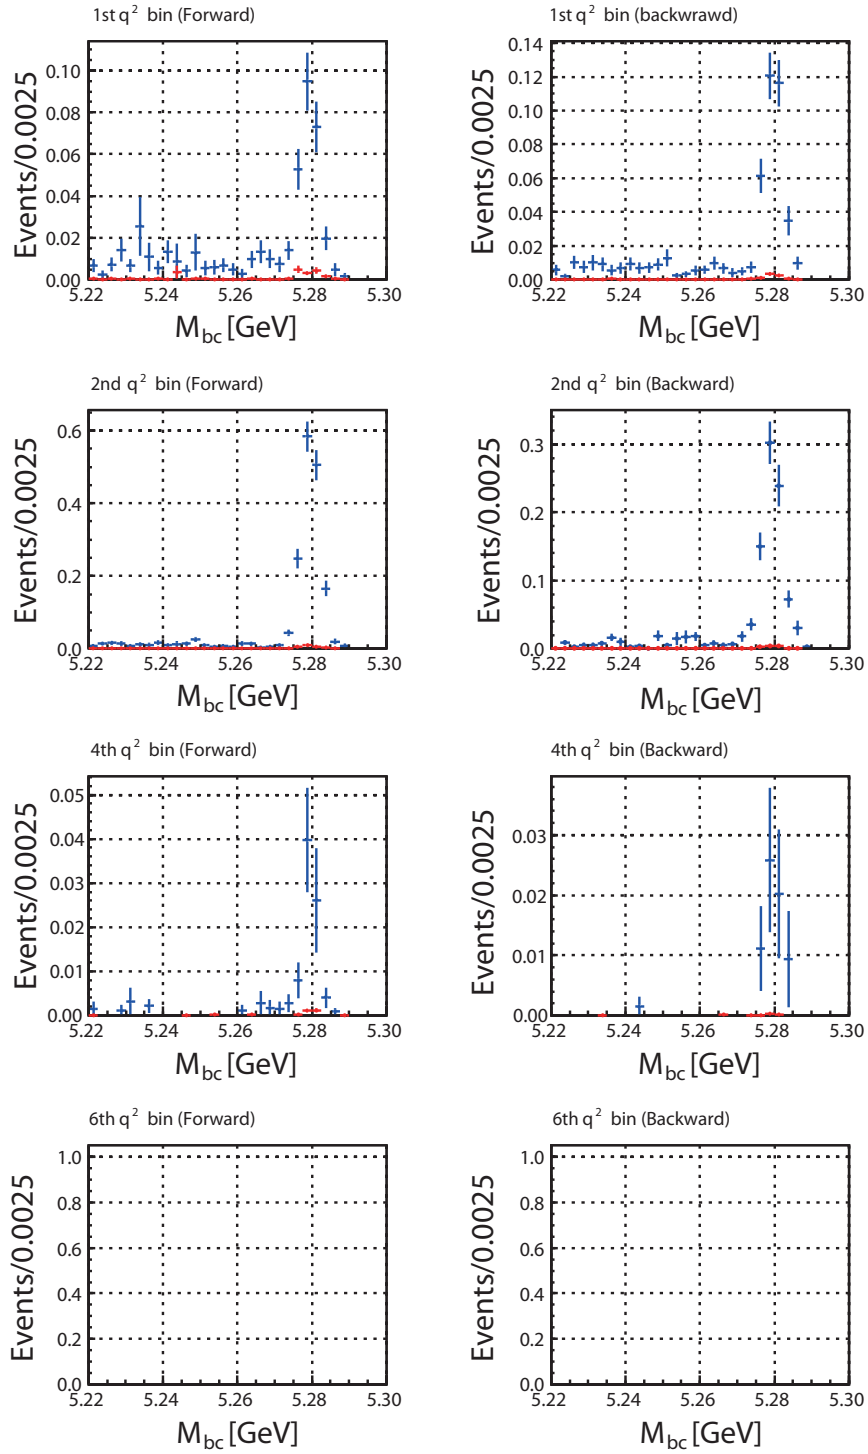 1st q² bin (Forward)
Events/0.0025
0.10
0.08
0.06
0.04
0.02
0.00
5.22 5.24 5.26 5.28 5.30
M_bc [GeV]
1st q² bin (backwrawd)
Events/0.0025
0.14
0.12
0.10
0.08
0.06
0.04
0.02
0.00
5.22 5.24 5.26 5.28 5.30
M_bc [GeV]
2nd q² bin (Forward)
Events/0.0025
0.6
0.4
0.2
0.0
5.22 5.24 5.26 5.28 5.30
M_bc [GeV]
2nd q² bin (Backward)
Events/0.0025
0.3
0.2
0.1
0.0
5.22 5.24 5.26 5.28 5.30
M_bc [GeV]
4th q² bin (Forward)
Events/0.0025
0.05
0.04
0.03
0.02
0.01
0.00
5.22 5.24 5.26 5.28 5.30
M_bc [GeV]
4th q² bin (Backward)
Events/0.0025
0.03
0.02
0.01
0.00
5.22 5.24 5.26 5.28 5.30
M_bc [GeV]
6th q² bin (Forward)
Events/0.0025
1.0
0.8
0.6
0.4
0.2
0.0
5.22 5.24 5.26 5.28 5.30
M_bc [GeV]
6th q² bin (Backward)
Events/0.0025
1.0
0.8
0.6
0.4
0.2
0.0
5.22 5.24 5.26 5.28 5.30
M_bc [GeV]